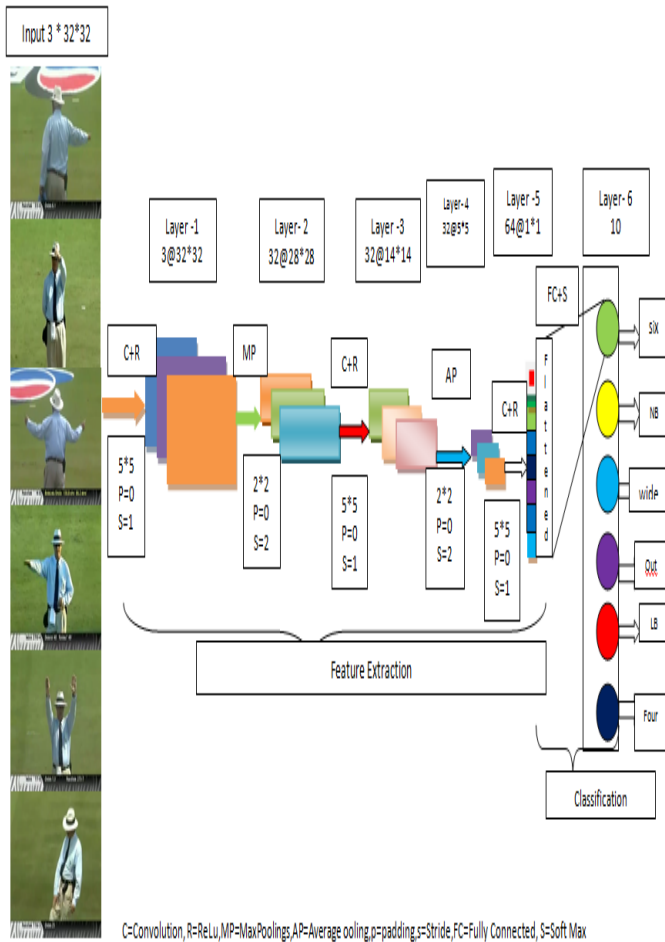 Input 3 * 32*32
Layer -1
3@32*32
Layer- 2
32@28*28
Layer -3
32@14*14
Layer-4
32@5*5
Layer -5
64@1*1
Layer- 6
10
FC+S
C+R
MP
C+R
AP
C+R
5*5
P=0
S=1
2*2
P=0
S=2
5*5
P=0
S=1
2*2
P=0
S=2
5*5
P=0
S=1
F
l
a
t
t
e
n
e
d
six
NB
wide
Out
LB
Four
Feature Extraction
Classification
C=Convolution, R=ReLu,MP=MaxPoolings,AP=Average ooling,p=padding,s=Stride,FC=Fully Connected, S=Soft Max